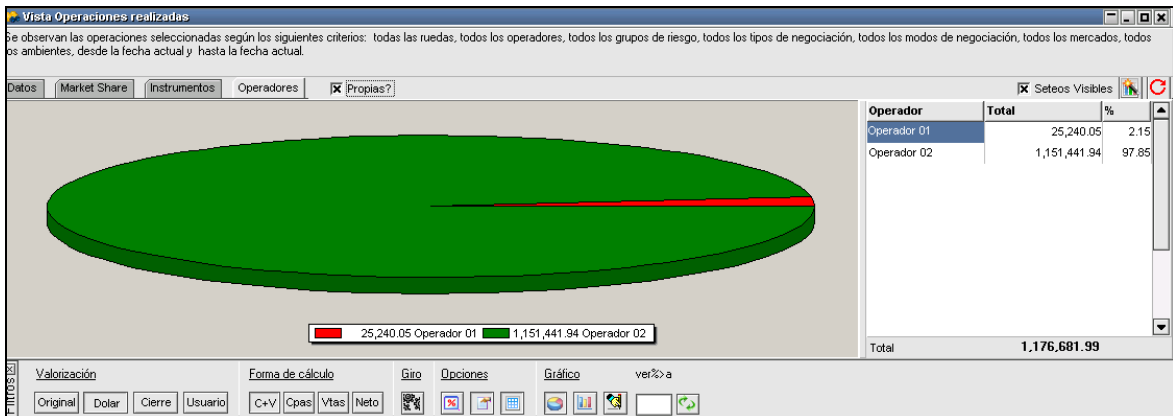 Vista Operaciones realizadas
Se observan las operaciones seleccionadas según los siguientes criterios: todas las ruedas, todos los operadores, todos los grupos de riesgo, todos los tipos de negociación, todos los modos de negociación, todos los mercados, todos
os ambientes, desde la fecha actual y hasta la fecha actual.
Datos Market Share Instrumentos Operadores Propias? Seteos Visibles
Operador Total %
Operador 01 25,240.05 2.15
Operador 02 1,151,441.94 97.85
25,240.05 Operador 01 1,151,441.94 Operador 02
Total 1,176,681.99
Filtros
Valorización Forma de cálculo Giro Opciones Gráfico ver%>a
Original Dolar Cierre Usuario C+V Cpas Vtas Neto